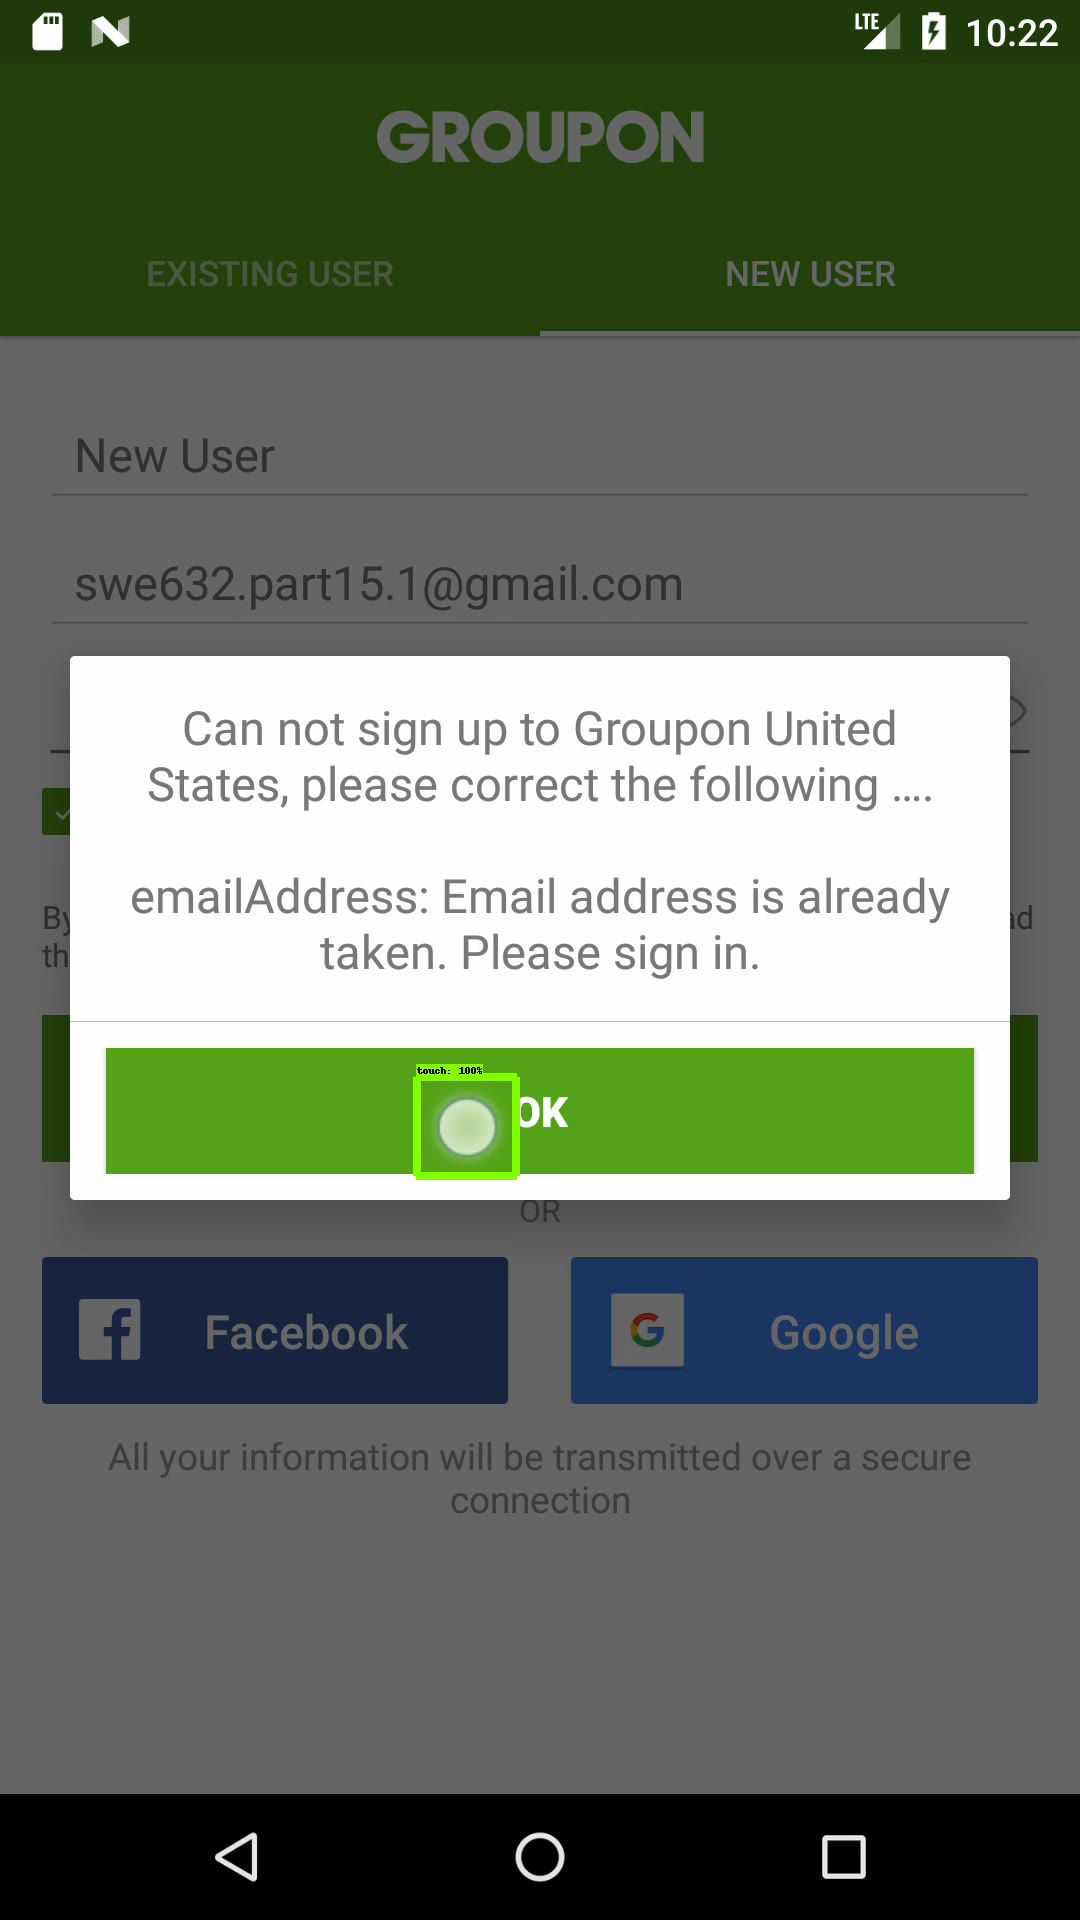 LTE 10:22
GROUPON
EXISTING USER NEW USER
New User
swe632.part15.1@gmail.com
Can not sign up to Groupon United
States, please correct the following ....
emailAddress: Email address is already
taken. Please sign in.
By ad
th
touch: 100%
OK
OR
Facebook Google
All your information will be transmitted over a secure
connection